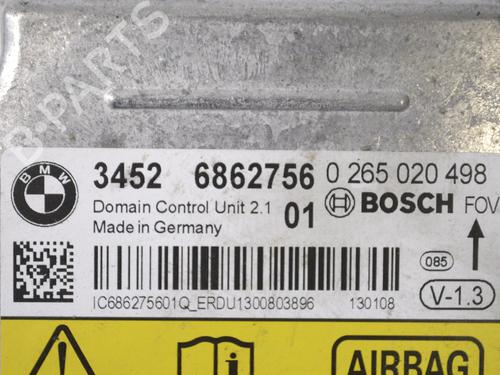 B-PARTS
BMW
3452 6862756 0 265 020 498
Domain Control Unit 2.1 01 BOSCH FOV
Made in Germany
085
V-1.3
IC686275601Q_ERDU1300803896 130108
AIRBAG